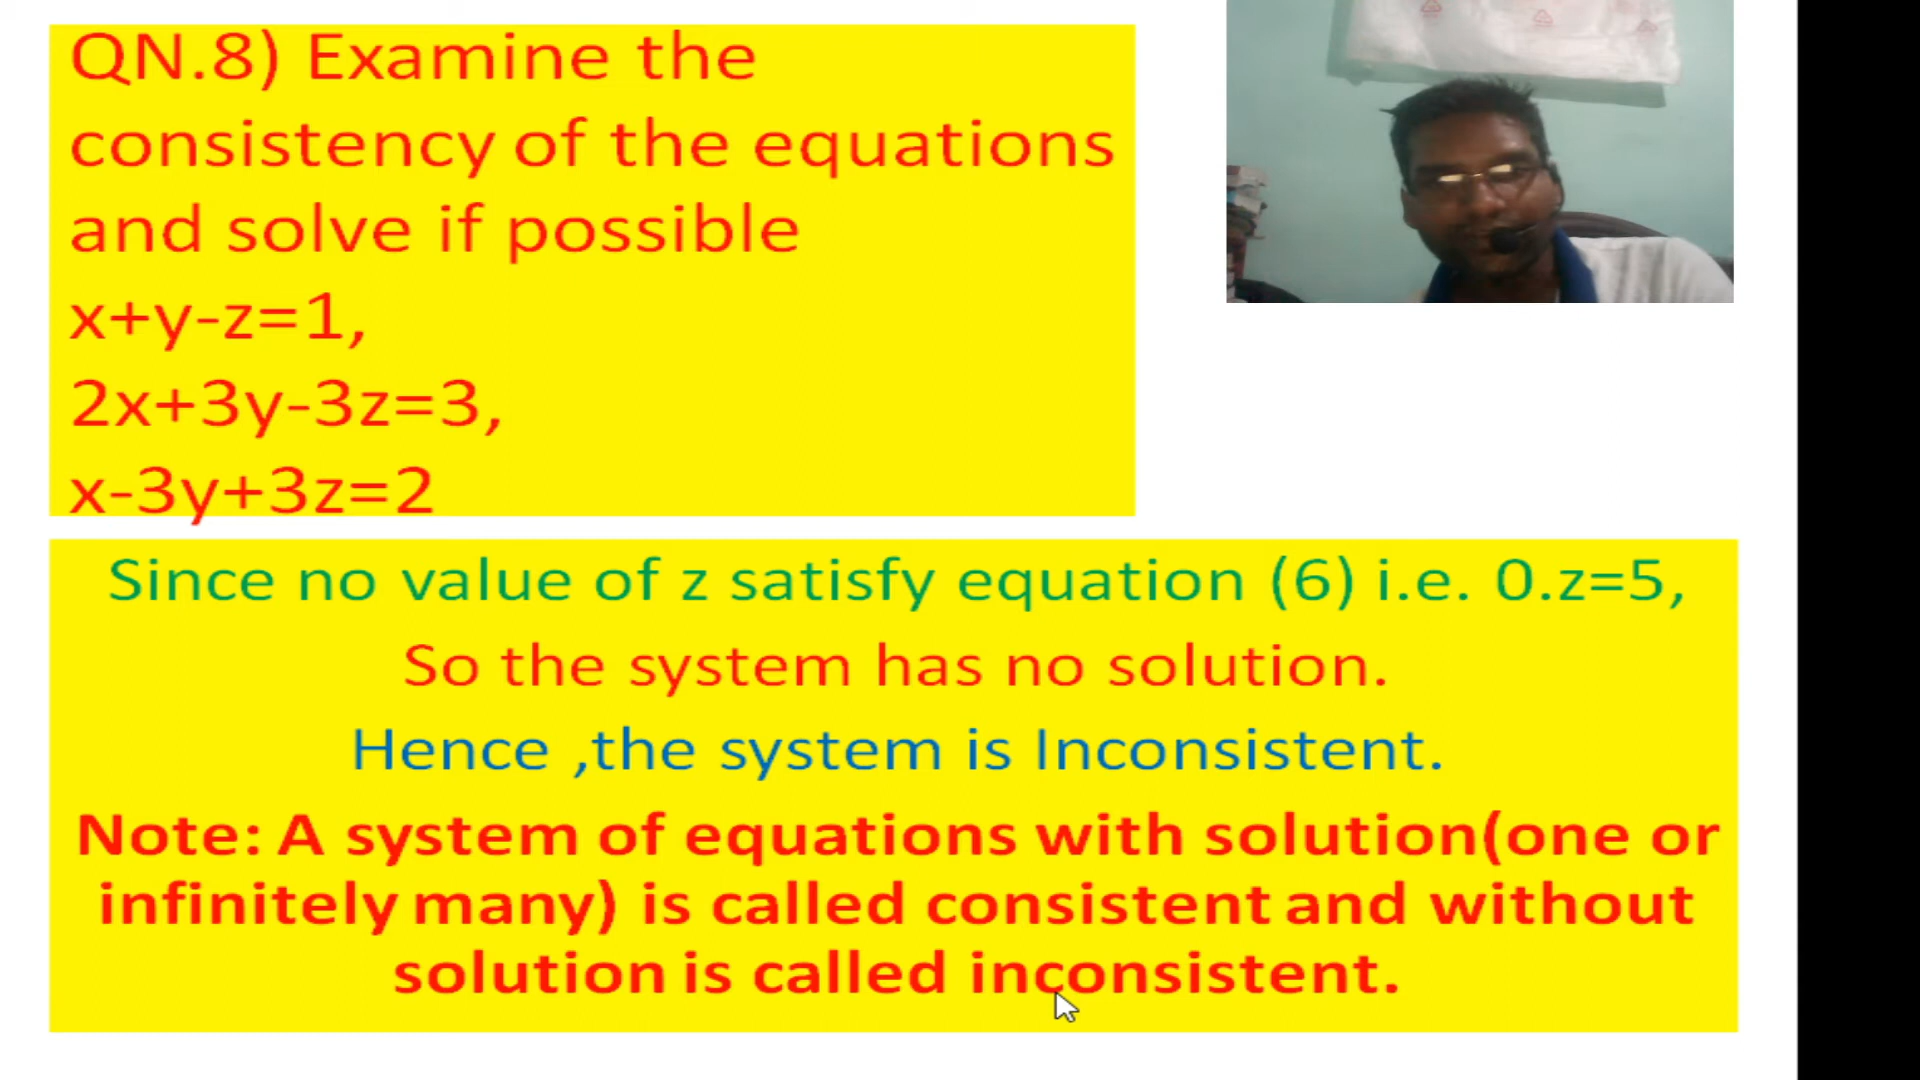 QN.8) Examine the
consistency of the equations
and solve if possible
x+y-z=1,
2x+3y-3z=3,
x-3y+3z=2
Since no value of z satisfy equation (6) i.e. 0.z=5,
So the system has no solution.
Hence ,the system is Inconsistent.
Note: A system of equations with solution(one or
infinitely many) is called consistent and without
solution is called inconsistent.